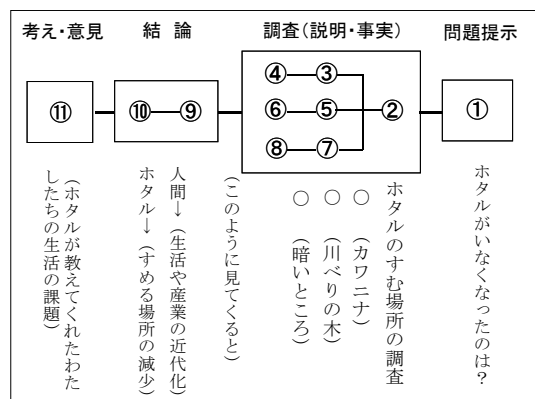 問題提示
調査(説明・事実)
結　論
考え・意見
①
②
③
④
⑤
⑥
⑦
⑧
⑨
⑩
⑪
ホタルがいなくなったのは？
ホタルのすむ場所の調査
○　(カワニナ)
○　(川べりの木)
○　(暗いところ)
(このように見てくると)
人間→(生活や産業の近代化)
ホタル→(すめる場所の減少)
(ホタルが教えてくれたわた
したちの生活の課題)